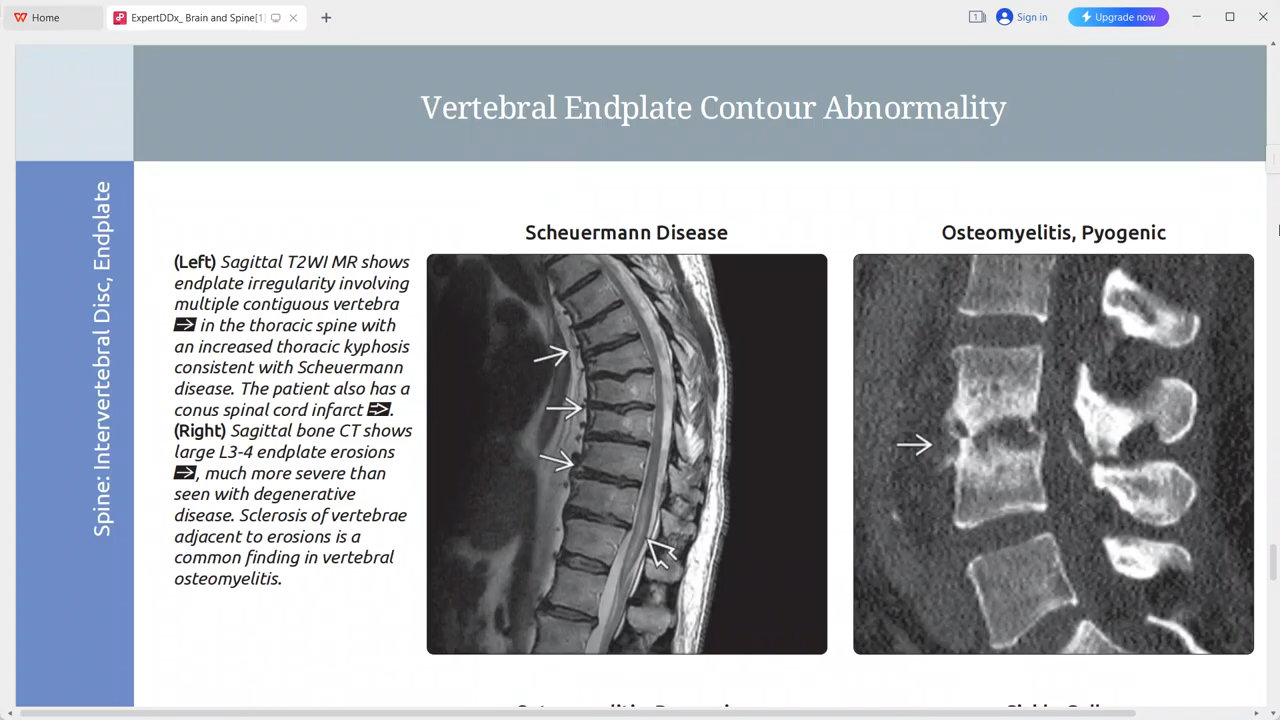 Home
ExpertDDx_ Brain and Spine[1]
1
Sign in
Upgrade now
Vertebral Endplate Contour Abnormality
Spine: Intervertebral Disc, Endplate
(Left) Sagittal T2WI MR shows
endplate irregularity involving
multiple contiguous vertebra
in the thoracic spine with
an increased thoracic kyphosis
consistent with Scheuermann
disease. The patient also has a
conus spinal cord infarct .
(Right) Sagittal bone CT shows
large L3-4 endplate erosions
, much more severe than
seen with degenerative
disease. Sclerosis of vertebrae
adjacent to erosions is a
common finding in vertebral
osteomyelitis.
Scheuermann Disease
Osteomyelitis, Pyogenic